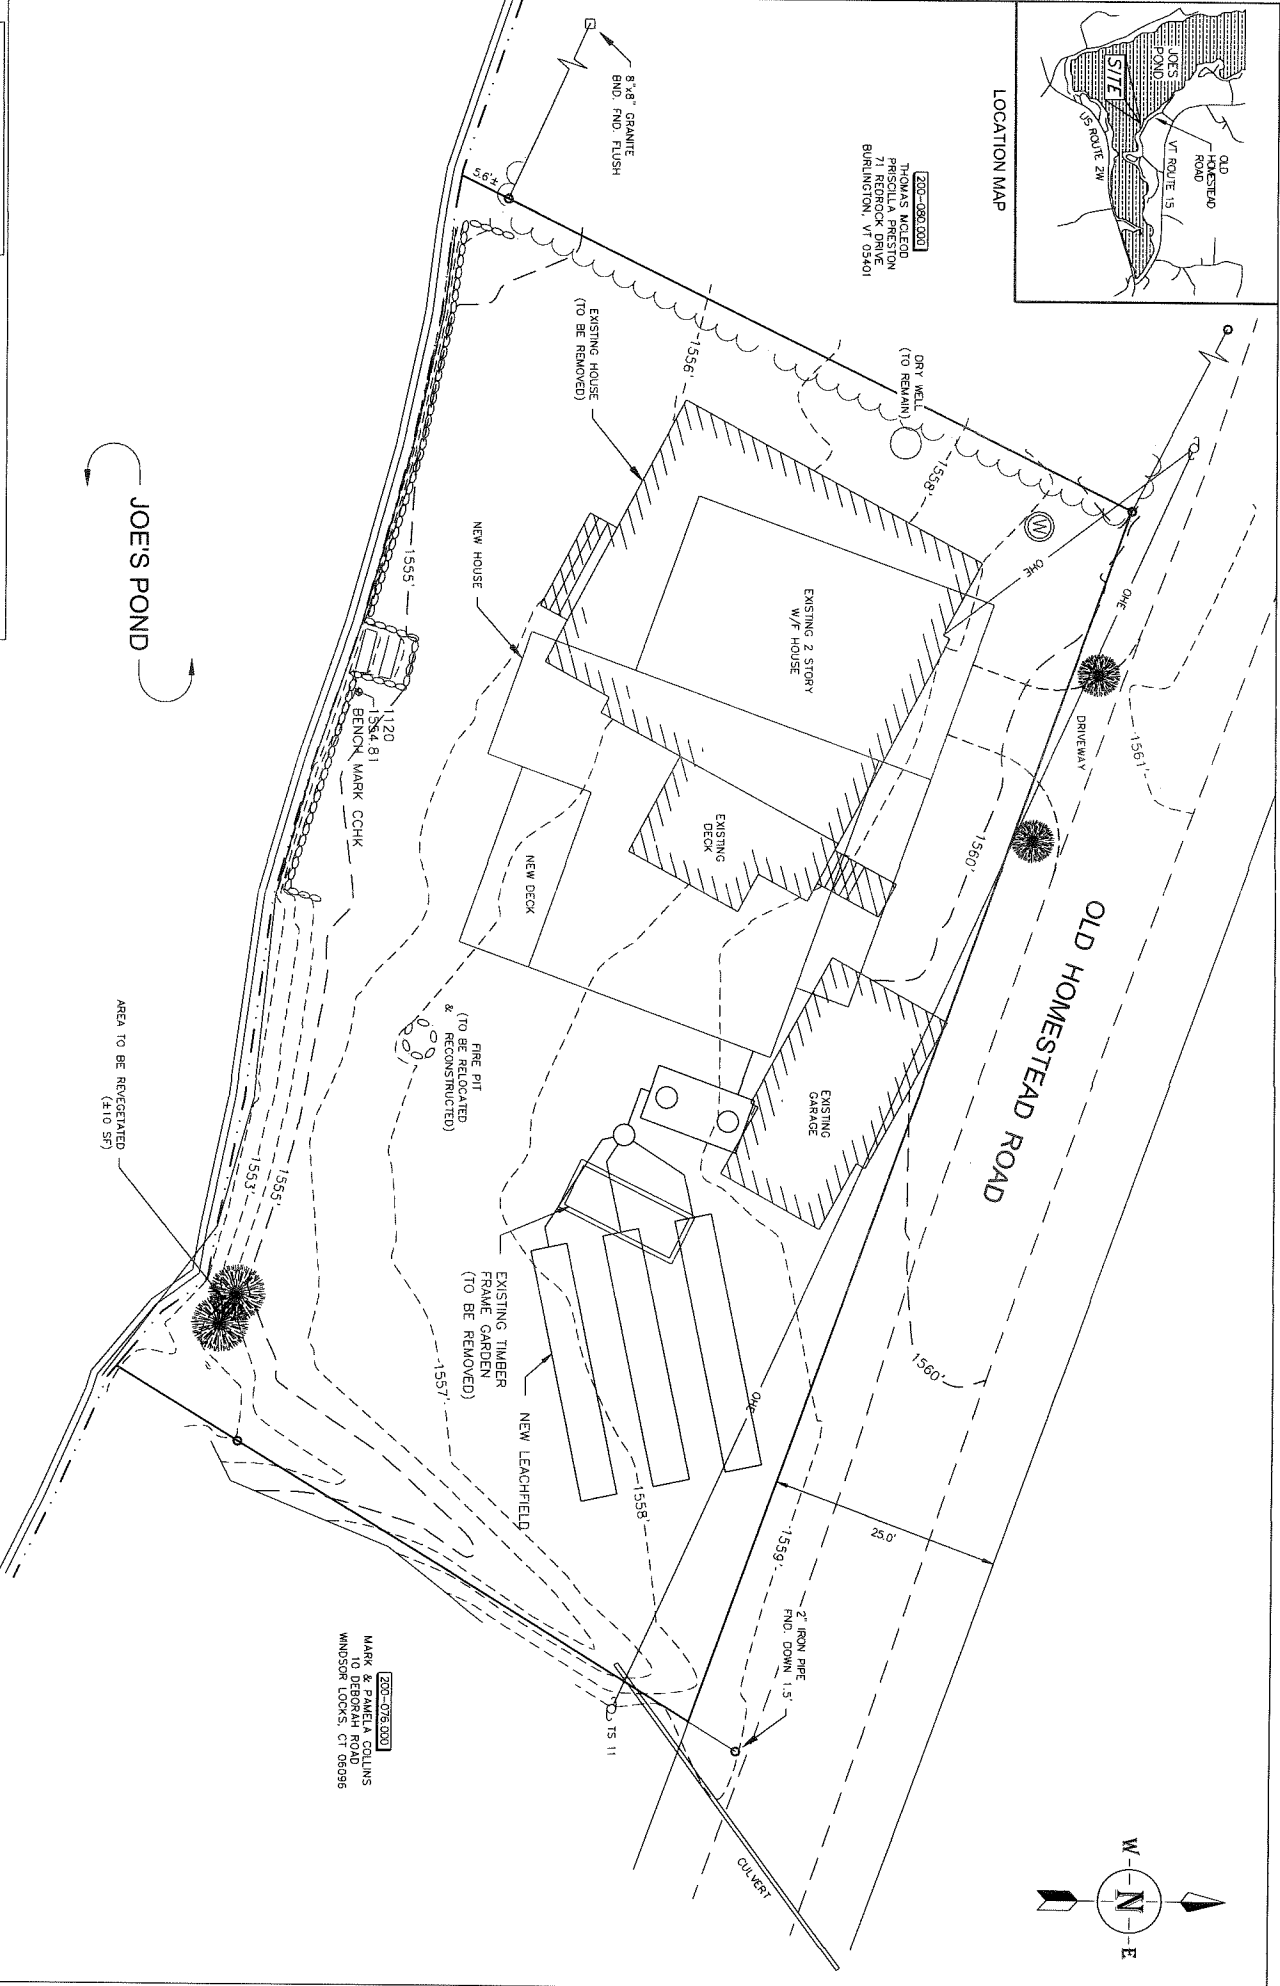 JOES
POND
SITE
OLD
HOMESTEAD
ROAD
VT ROUTE 15
US ROUTE 2W
LOCATION MAP
200-080.000
THOMAS MCLEOD
PRISCILLA PRESTON
71 REDROCK DRIVE
BURLINGTON, VT 05401
8"x8" GRANITE
BND. FND. FLUSH
5.6'±
EXISTING HOUSE
(TO BE REMOVED)
1556'
DRY WELL
(TO REMAIN)
1558'
W
OHE
OHE
DRIVEWAY
1561'
OLD HOMESTEAD ROAD
EXISTING 2 STORY
W/F HOUSE
NEW HOUSE
1555'
JOE'S POND
1120
1554.81
BENCH MARK CCHK
EXISTING
DECK
NEW DECK
1560'
EXISTING
GARAGE
FIRE PIT
(TO BE RELOCATED
& RECONSTRUCTED)
AREA TO BE REVEGETATED
(±10 SF)
1555'
1553'
EXISTING TIMBER
FRAME GARDEN
(TO BE REMOVED)
NEW LEACHFIELD
1557'
1558'
OHE
1560'
25.0'
1559'
2" IRON PIPE
FND. DOWN 1.5'
TS 11
CULVERT
200-076.000
MARK & PAMELA COLLINS
10 DEBORAH ROAD
WINDSOR LOCKS, CT 06096
W N E